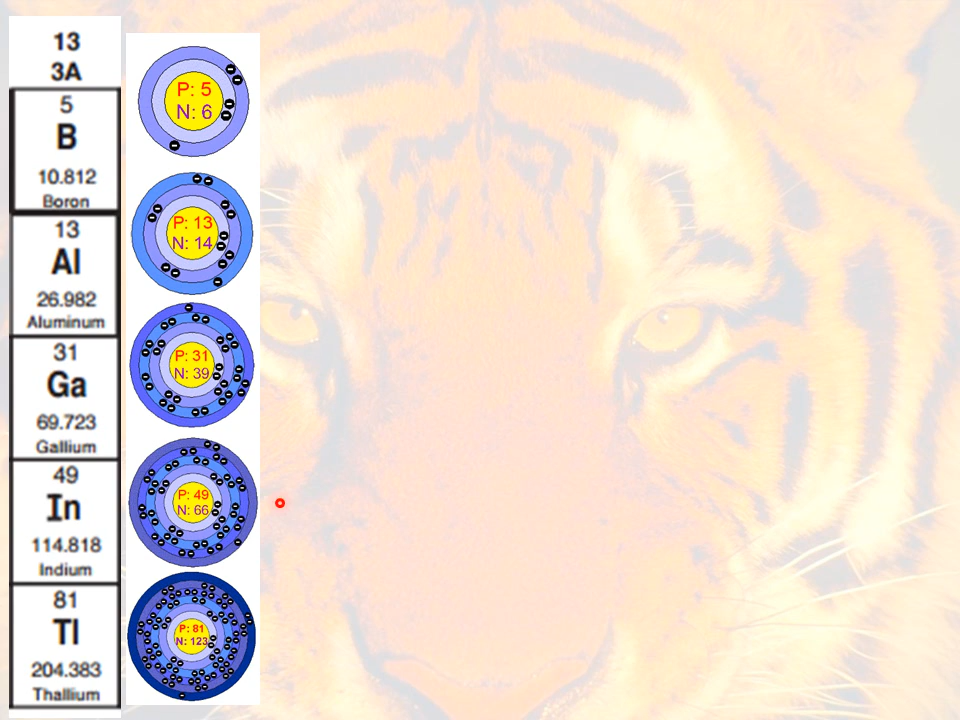 13
3A
5
B
10.812
Boron
13
Al
26.982
Aluminum
31
Ga
69.723
Gallium
49
In
114.818
Indium
81
Tl
204.383
Thallium
P: 5
N: 6
P: 13
N: 14
P: 31
N: 39
P: 49
N: 66
P: 81
N: 123